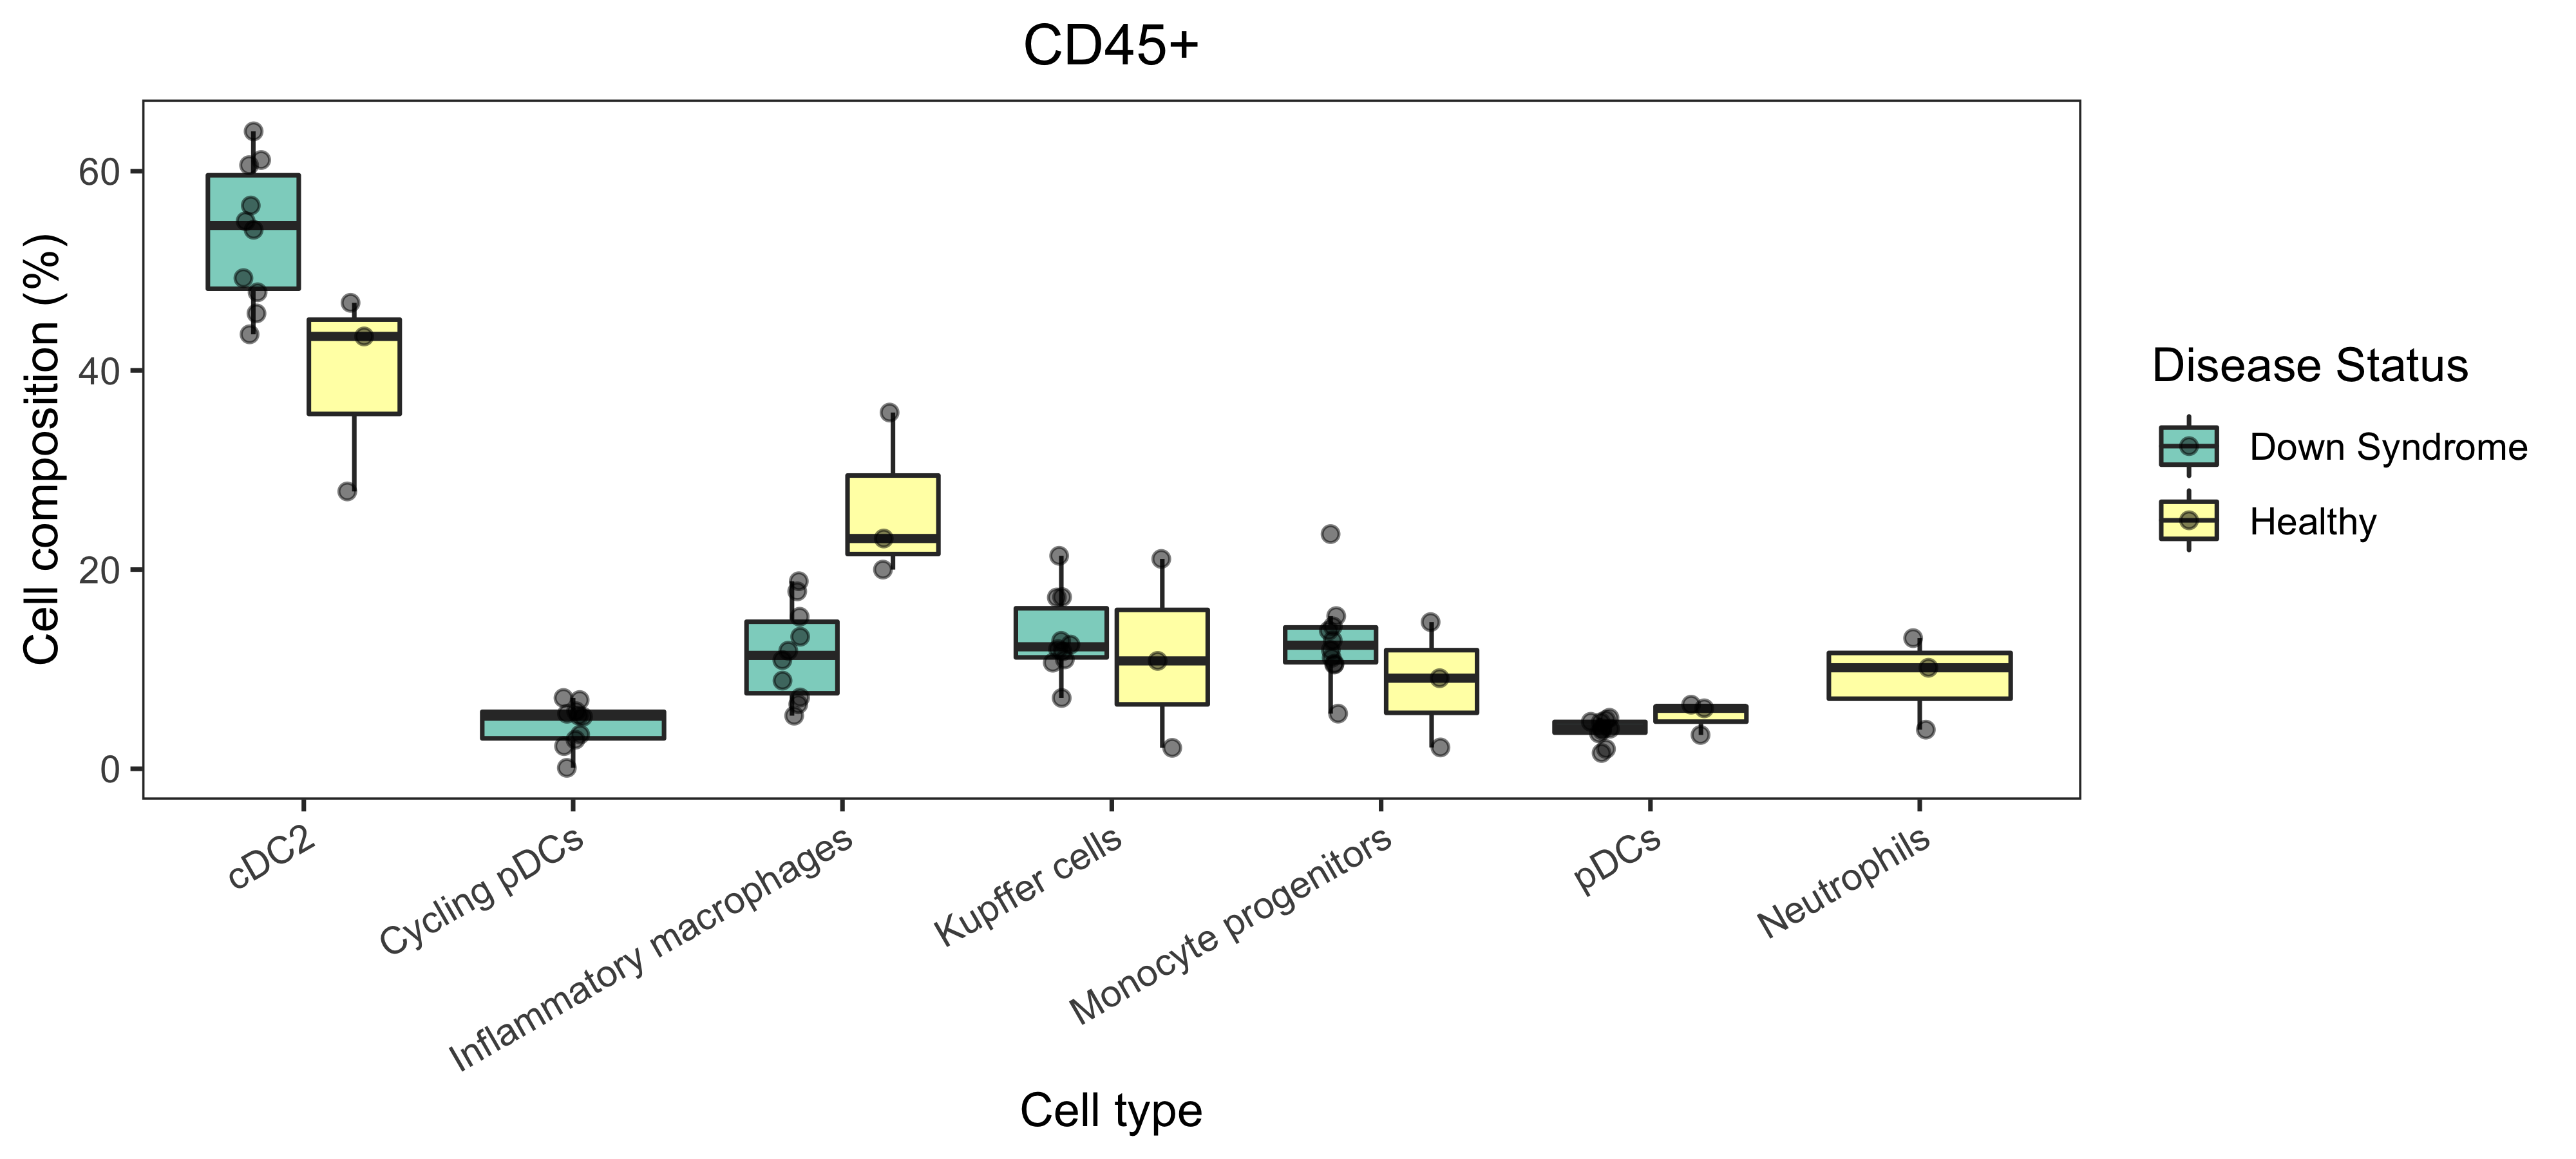 CD45+
Cell composition (%)
60
40
20
0
cDC2
Cycling pDCs
Inflammatory macrophages
Kupffer cells
Monocyte progenitors
pDCs
Neutrophils
Cell type
Disease Status
Down Syndrome
Healthy